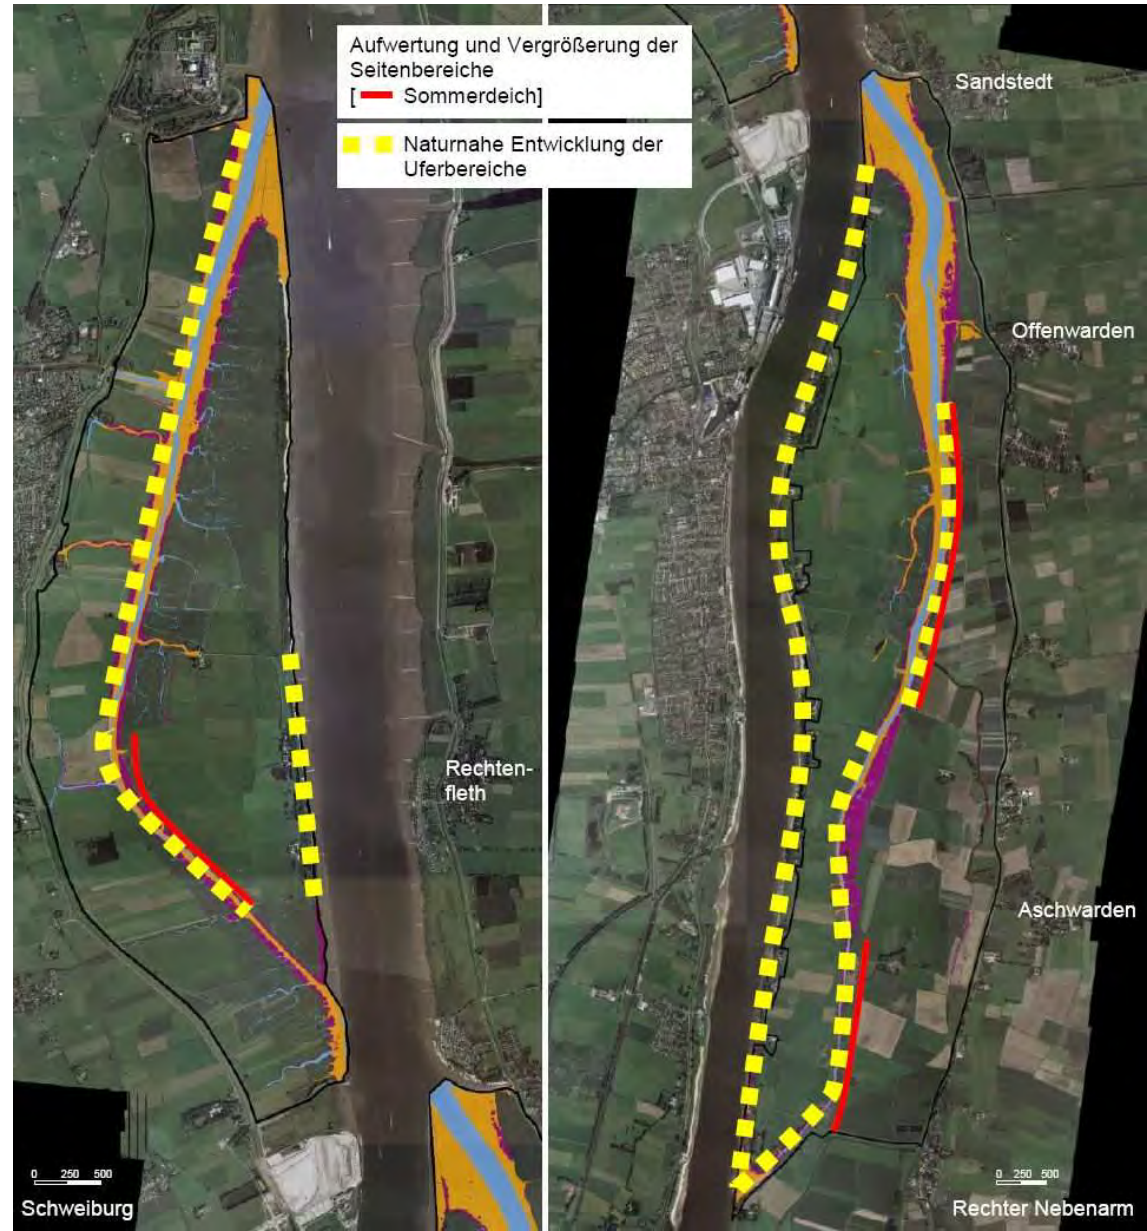 Aufwertung und Vergrößerung der
Seitenbereiche
[ Sommerdeich]
Naturnahe Entwicklung der
Uferbereiche
Rechten-
fleth
0 250 500
Schweiburg
Sandstedt
Offenwarden
Aschwarden
0 250 500
Rechter Nebenarm